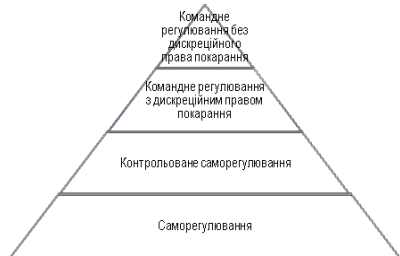 Командне
регулювання без
дискреційного
права покарання
Командне регулювання
з дискреційним правом
покарання
Контрольоване саморегулювання
Саморегулювання